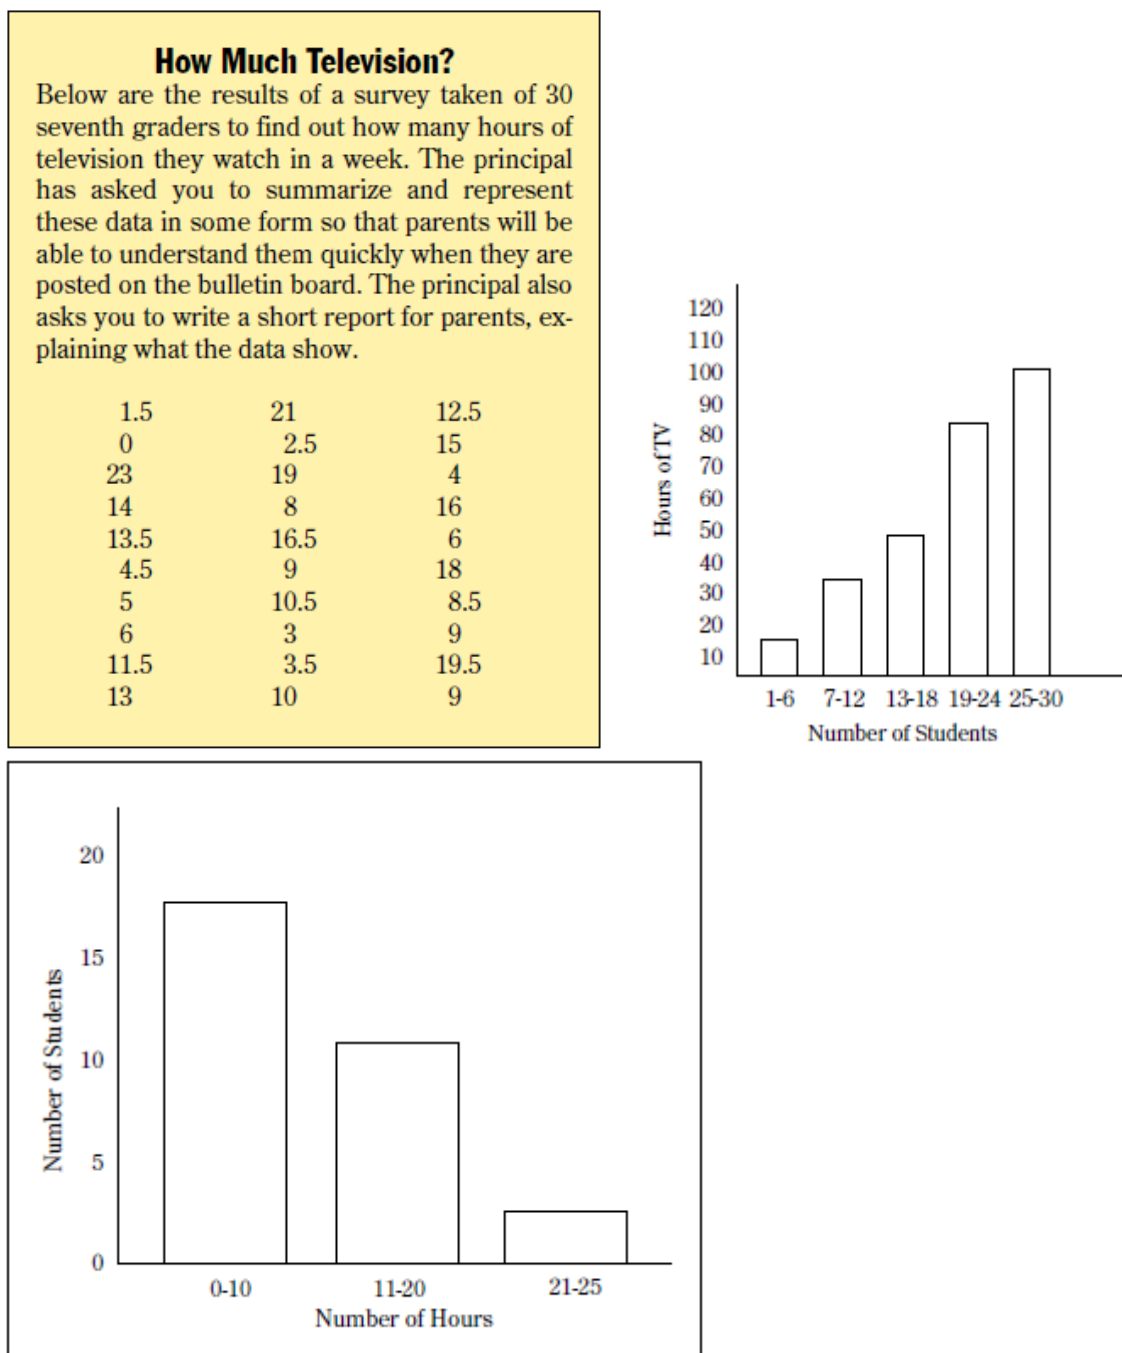 How Much Television?
Below are the results of a survey taken of 30
seventh graders to find out how many hours of
television they watch in a week. The principal
has asked you to summarize and represent
these data in some form so that parents will be
able to understand them quickly when they are
posted on the bulletin board. The principal also
asks you to write a short report for parents, ex-
plaining what the data show.
1.5 21 12.5
0 2.5 15
23 19 4
14 8 16
13.5 16.5 6
4.5 9 18
5 10.5 8.5
6 3 9
11.5 3.5 19.5
13 10 9
Hours of TV
120
110
100
90
80
70
60
50
40
30
20
10
1-6 7-12 13-18 19-24 25-30
Number of Students
Number of Students
20
15
10
5
0
0-10 11-20 21-25
Number of Hours